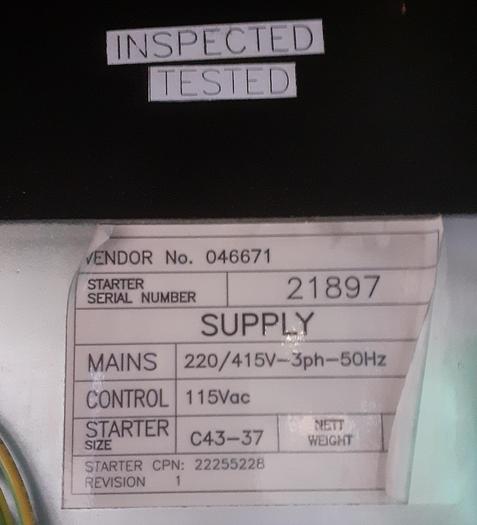 INSPECTED
TESTED
VENDOR No. 046671
STARTER
SERIAL NUMBER
21897
SUPPLY
MAINS 220/415V-3ph-50Hz
CONTROL 115Vac
STARTER
SIZE
C43-37
NETT
WEIGHT
STARTER CPN: 22255228
REVISION 1